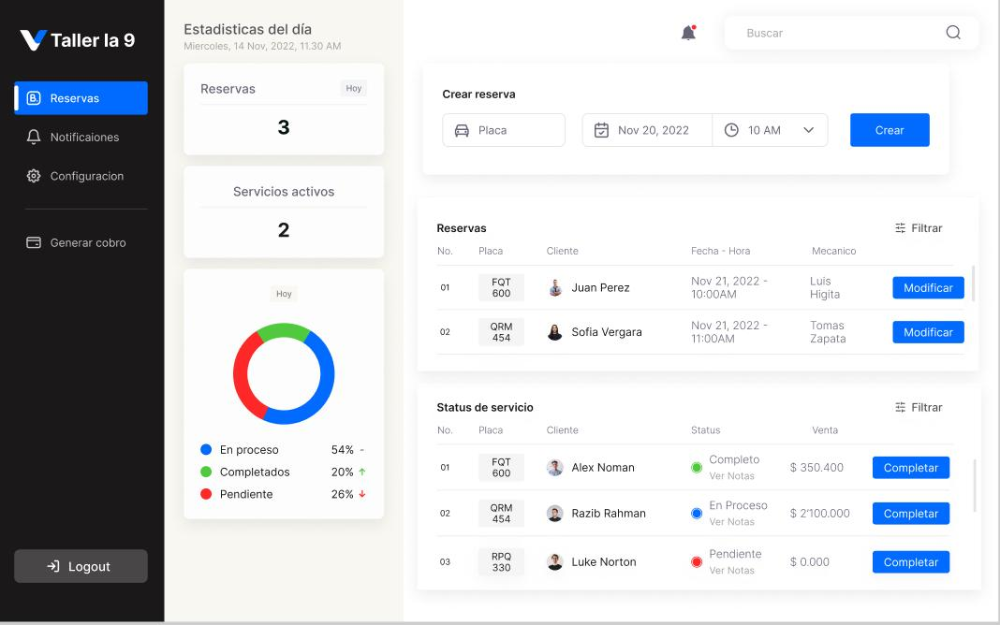 Taller la 9
Reservas
Notificaiones
Configuracion
Generar cobro
Logout
Estadisticas del día
Miercoles, 14 Nov, 2022, 11.30 AM
Reservas Hoy
3
Servicios activos
2
Hoy
En proceso 54% -
Completados 20% ↑
Pendiente 26% ↓
Buscar
Crear reserva
Placa Nov 20, 2022 10 AM Crear
Reservas Filtrar
No. Placa Cliente Fecha - Hora Mecanico
01 FQT 600 Juan Perez Nov 21, 2022 - 10:00AM Luis Higita Modificar
02 QRM 454 Sofia Vergara Nov 21, 2022 - 11:00AM Tomas Zapata Modificar
Status de servicio Filtrar
No. Placa Cliente Status Venta
01 FQT 600 Alex Noman Completo Ver Notas $ 350.400 Completar
02 QRM 454 Razib Rahman En Proceso Ver Notas $ 2'100.000 Completar
03 RPQ 330 Luke Norton Pendiente Ver Notas $ 0.000 Completar